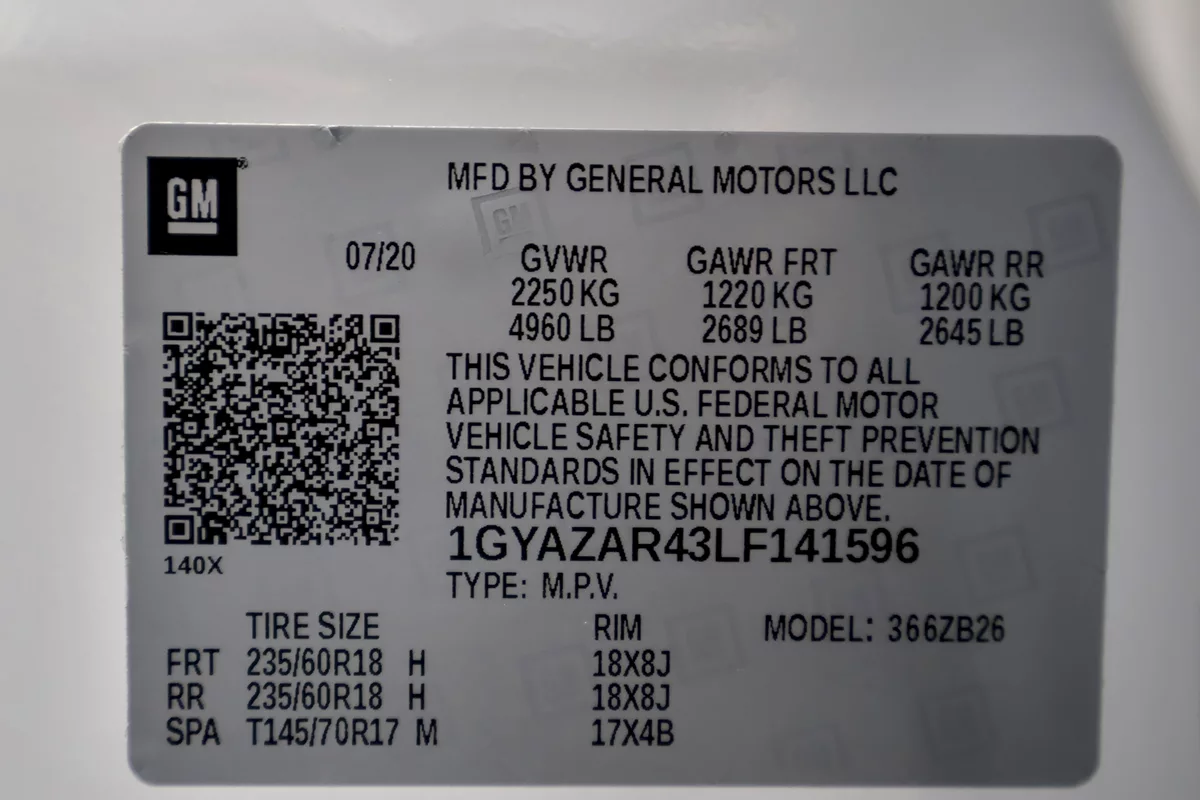 GM
MFD BY GENERAL MOTORS LLC
07/20 GVWR GAWR FRT GAWR RR
2250 KG 1220 KG 1200 KG
4960 LB 2689 LB 2645 LB
THIS VEHICLE CONFORMS TO ALL
APPLICABLE U.S. FEDERAL MOTOR
VEHICLE SAFETY AND THEFT PREVENTION
STANDARDS IN EFFECT ON THE DATE OF
MANUFACTURE SHOWN ABOVE.
1GYAZAR43LF141596
140X
TYPE: M.P.V.
TIRE SIZE RIM MODEL: 366ZB26
FRT 235/60R18 H 18X8J
RR 235/60R18 H 18X8J
SPA T145/70R17 M 17X4B